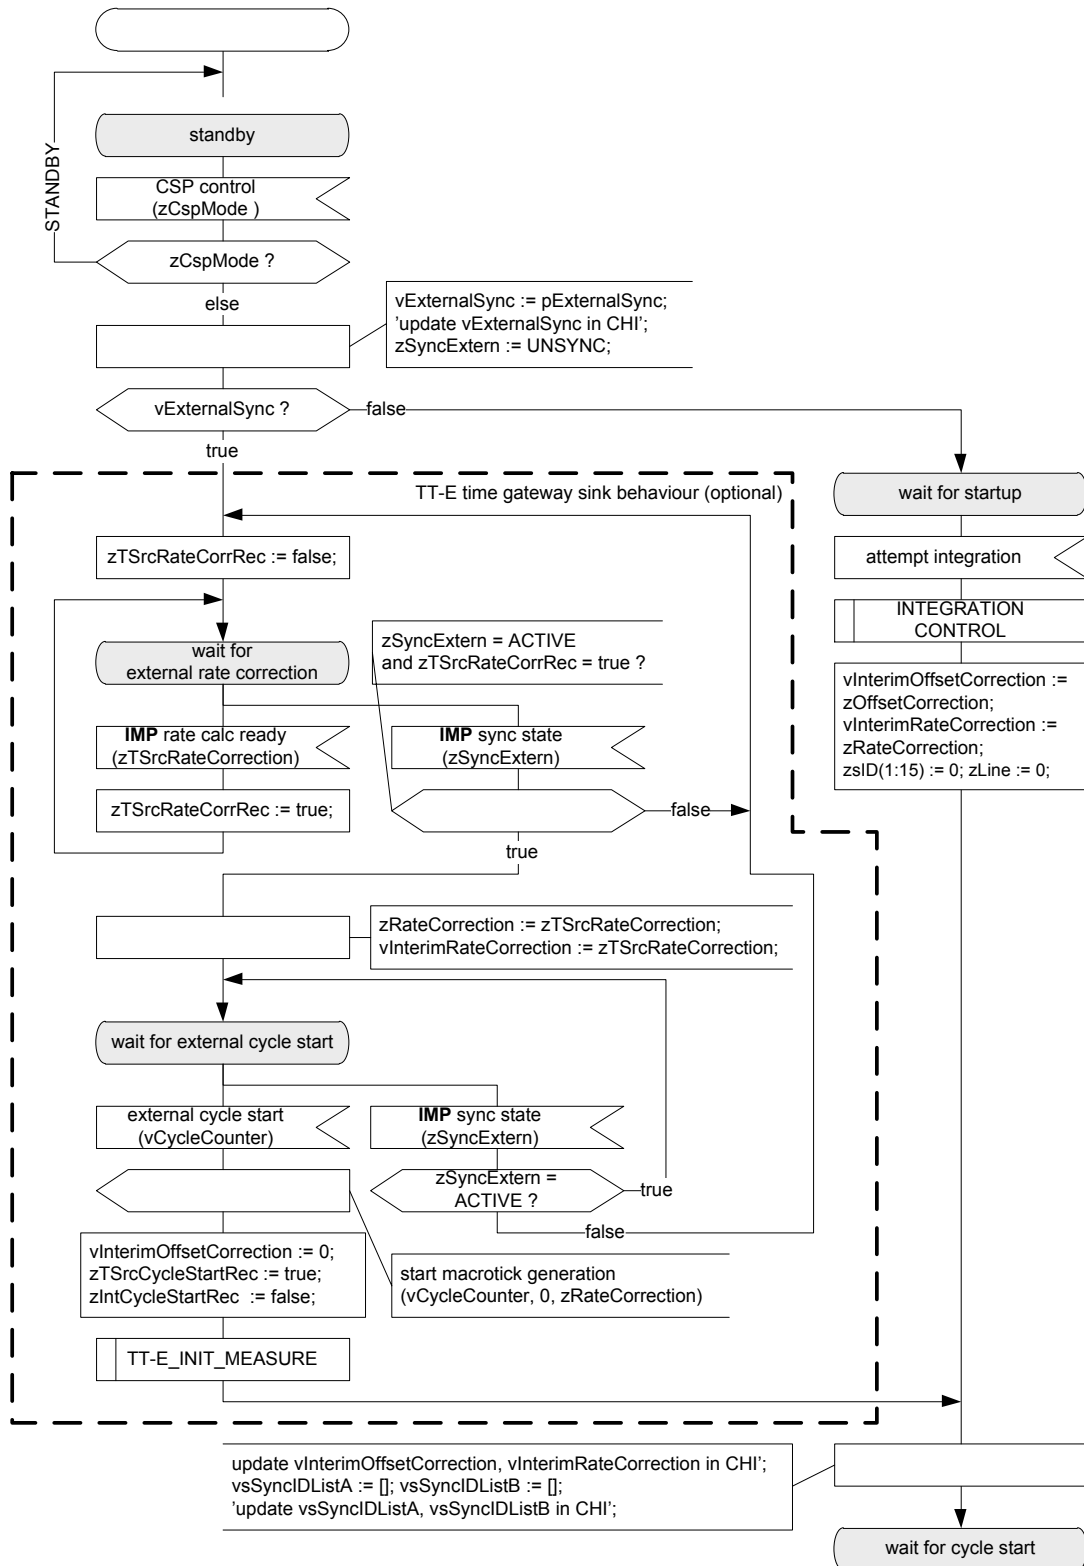 standby
CSP control
(zCspMode )
STANDBY
zCspMode ?
else
vExternalSync := pExternalSync;
'update vExternalSync in CHI';
zSyncExtern := UNSYNC;
vExternalSync ?
false
true
TT-E time gateway sink behaviour (optional)
wait for startup
attempt integration
INTEGRATION
CONTROL
vInterimOffsetCorrection :=
zOffsetCorrection;
vInterimRateCorrection :=
zRateCorrection;
zsID(1:15) := 0; zLine := 0;
zTSrcRateCorrRec := false;
wait for
external rate correction
zSyncExtern = ACTIVE
and zTSrcRateCorrRec = true ?
IMP rate calc ready
(zTSrcRateCorrection)
IMP sync state
(zSyncExtern)
zTSrcRateCorrRec := true;
false
true
zRateCorrection := zTSrcRateCorrection;
vInterimRateCorrection := zTSrcRateCorrection;
wait for external cycle start
external cycle start
(vCycleCounter)
IMP sync state
(zSyncExtern)
zSyncExtern =
ACTIVE ?
true
false
vInterimOffsetCorrection := 0;
zTSrcCycleStartRec := true;
zIntCycleStartRec  := false;
start macrotick generation
(vCycleCounter, 0, zRateCorrection)
TT-E_INIT_MEASURE
update vInterimOffsetCorrection, vInterimRateCorrection in CHI';
vsSyncIDListA := []; vsSyncIDListB := [];
'update vsSyncIDListA, vsSyncIDListB in CHI';
wait for cycle start